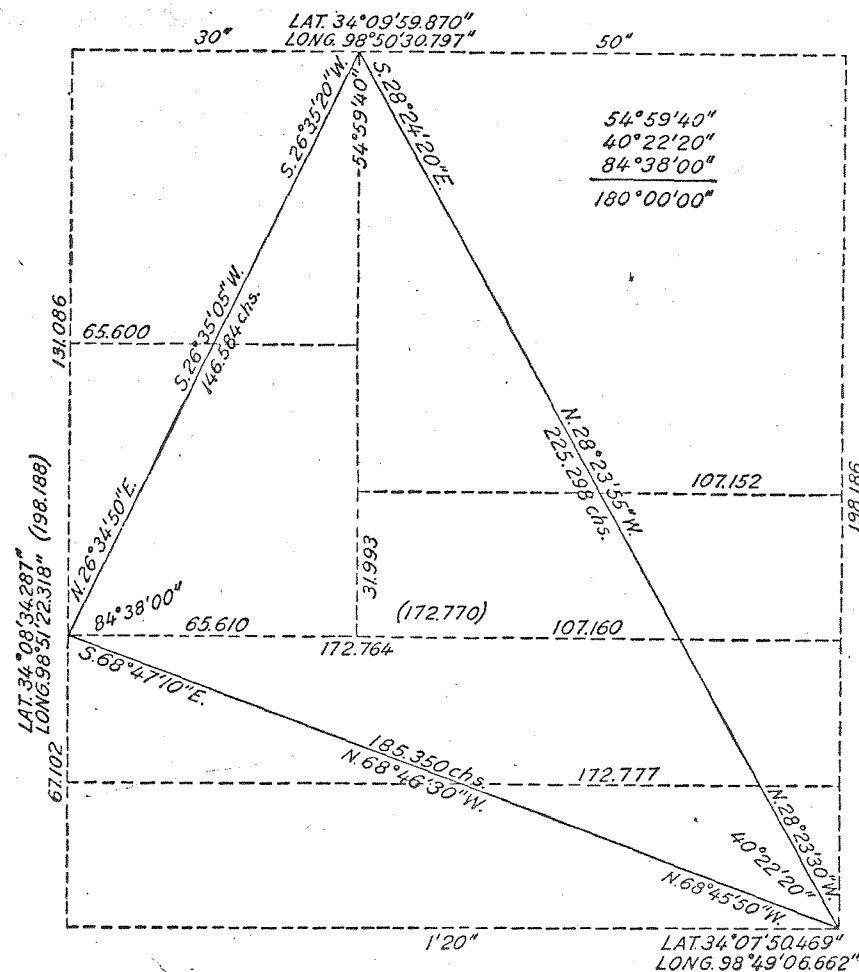 LAT. 34°09'59.870"
LONG. 98°50'30.797"
30"
50"
S. 26°35'20" W.
54°59'40"
S. 28°24'20" E.
54°59'40"
40°22'20"
84°38'00"
180°00'00"
131.086
65.600
S. 26°35'05" W.
146.584 chs.
N. 28°23'55" W.
225.298 chs.
107.152
198.186
N. 26°34'50" E.
31.993
LAT. 34°08'34.287"
LONG. 98°51'22.318" (198.188)
84°38'00"
65.610
(172.770)
107.160
172.764
S. 68°47'10" E.
67.102
185.350 chs.
N. 68°46'30" W.
172.777
N. 28°23'30" W.
40°22'20"
N. 68°45'50" W.
1'20"
LAT. 34°07'50.469"
LONG. 98°49'06.662"